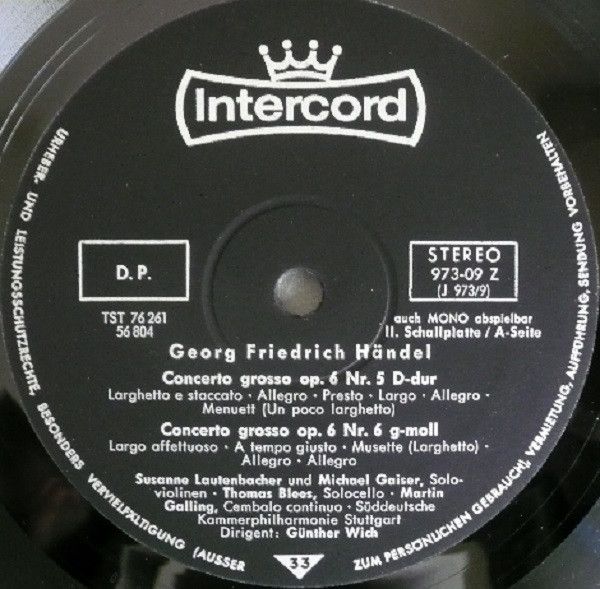 Intercord
D. P.
STEREO
973-09 Z
(J 973/9)
TST 76 261
56 804
auch MONO abspielbar
II. Schallplatte / A-Seite
Georg Friedrich Händel
Concerto grosso op. 6 Nr. 5 D-dur
Larghetto e staccato · Allegro · Presto · Largo · Allegro ·
Menuett (Un poco larghetto)
Concerto grosso op. 6 Nr. 6 g-moll
Largo affettuoso · A tempo giusto · Musette (Larghetto) ·
Allegro · Allegro
Susanne Lautenbacher und Michael Gaiser, Solo-
violinen · Thomas Blees, Solocello · Martin
Galling, Cembalo continuo · Süddeutsche
Kammerphilharmonie Stuttgart
Dirigent: Günther Wich
33
URHEBER- UND LEISTUNGSSCHUTZRECHTE, BESONDERS VERVIELFÄLTIGUNG (AUSSER ZUM PERSÖNLICHEN GEBRAUCH), VERMIETUNG, AUFFÜHRUNG, SENDUNG VORBEHALTEN